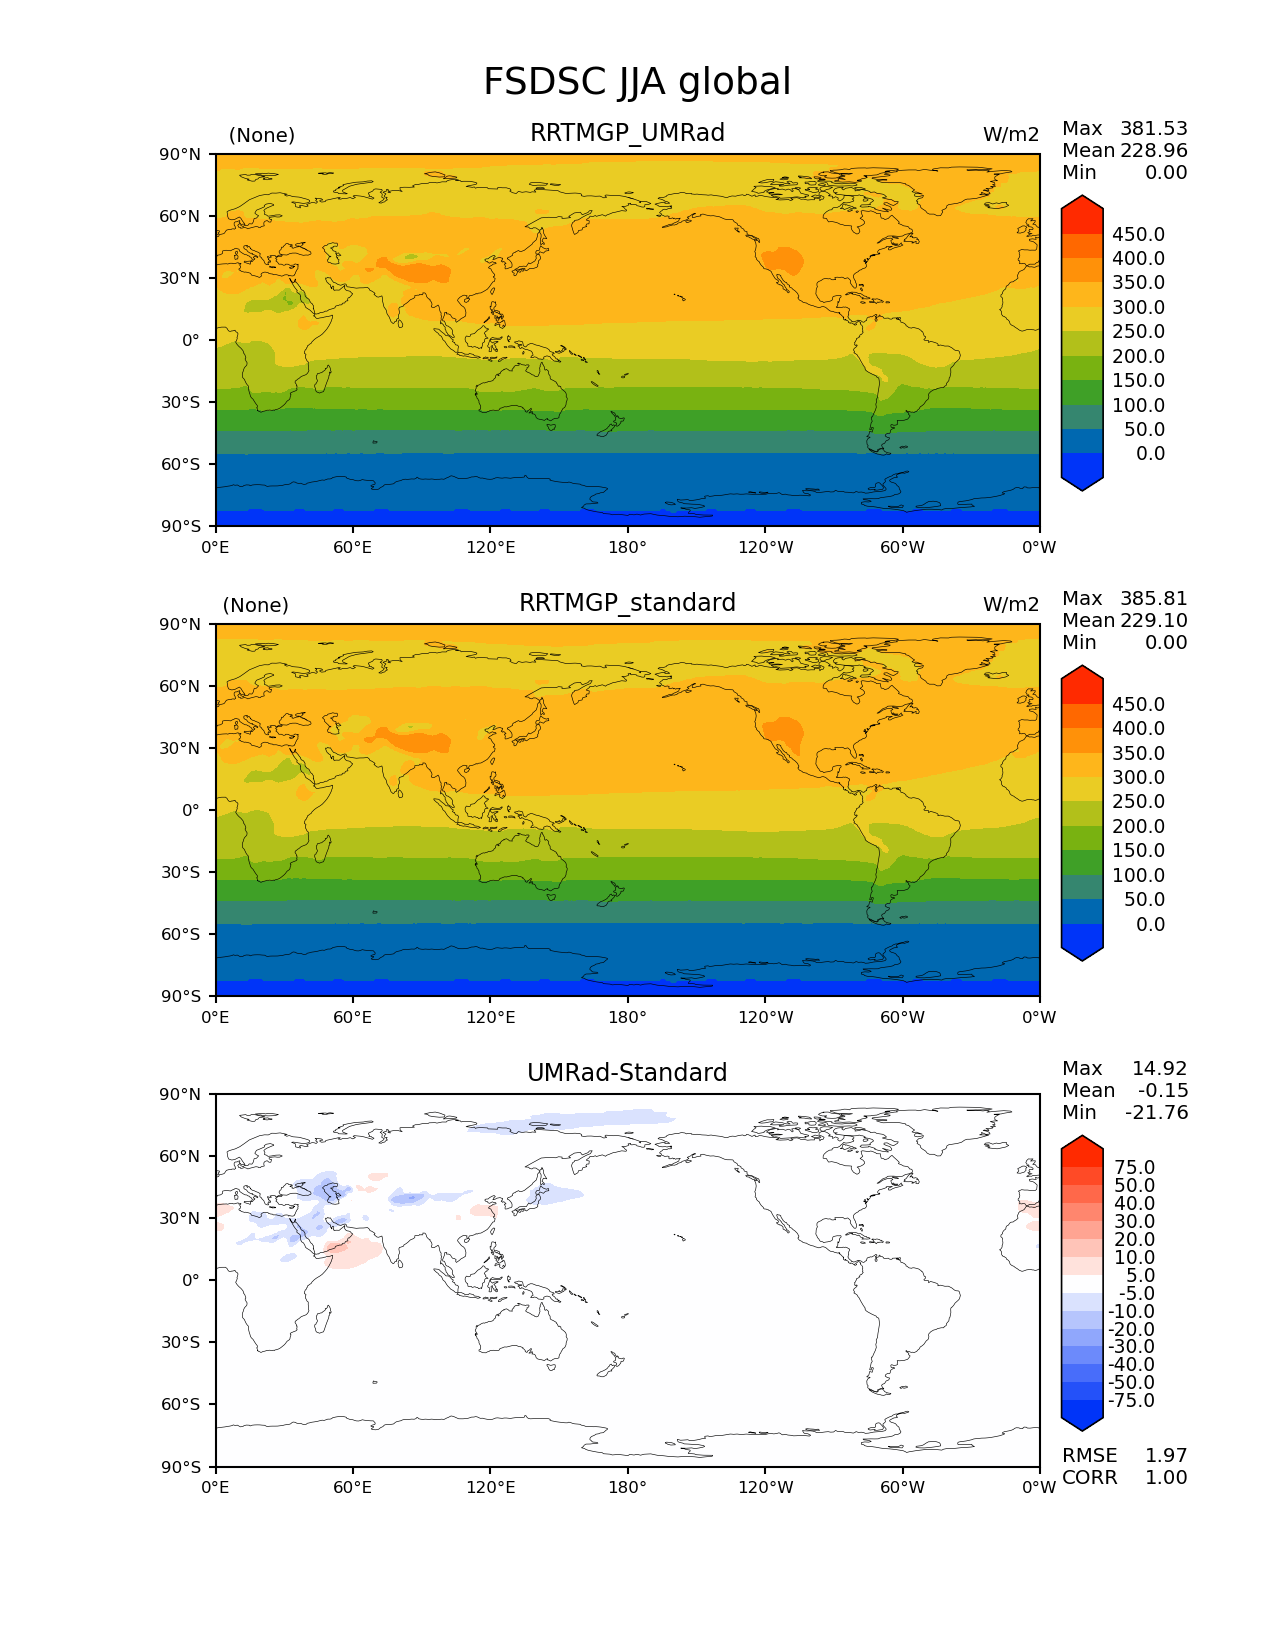 FSDSC JJA global
(None) RRTMGP_UMRad W/m2
Max 381.53
Mean 228.96
Min 0.00
90°N
60°N
30°N
0°
30°S
60°S
90°S
0°E 60°E 120°E 180° 120°W 60°W 0°W
450.0
400.0
350.0
300.0
250.0
200.0
150.0
100.0
50.0
0.0
(None) RRTMGP_standard W/m2
Max 385.81
Mean 229.10
Min 0.00
90°N
60°N
30°N
0°
30°S
60°S
90°S
0°E 60°E 120°E 180° 120°W 60°W 0°W
450.0
400.0
350.0
300.0
250.0
200.0
150.0
100.0
50.0
0.0
UMRad-Standard
Max 14.92
Mean -0.15
Min -21.76
90°N
60°N
30°N
0°
30°S
60°S
90°S
0°E 60°E 120°E 180° 120°W 60°W 0°W
75.0
50.0
40.0
30.0
20.0
10.0
5.0
-5.0
-10.0
-20.0
-30.0
-40.0
-50.0
-75.0
RMSE 1.97
CORR 1.00